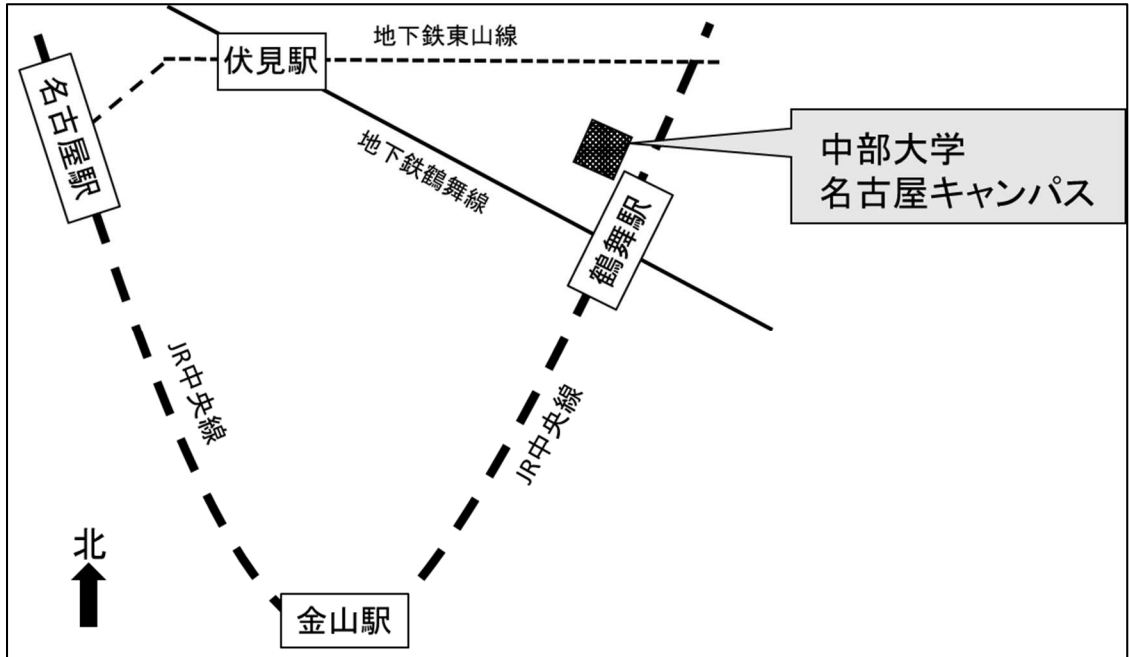 地下鉄東山線
伏見駅
名古屋駅
地下鉄鶴舞線
中部大学
名古屋キャンパス
鶴舞駅
JR中央線
JR中央線
北
金山駅